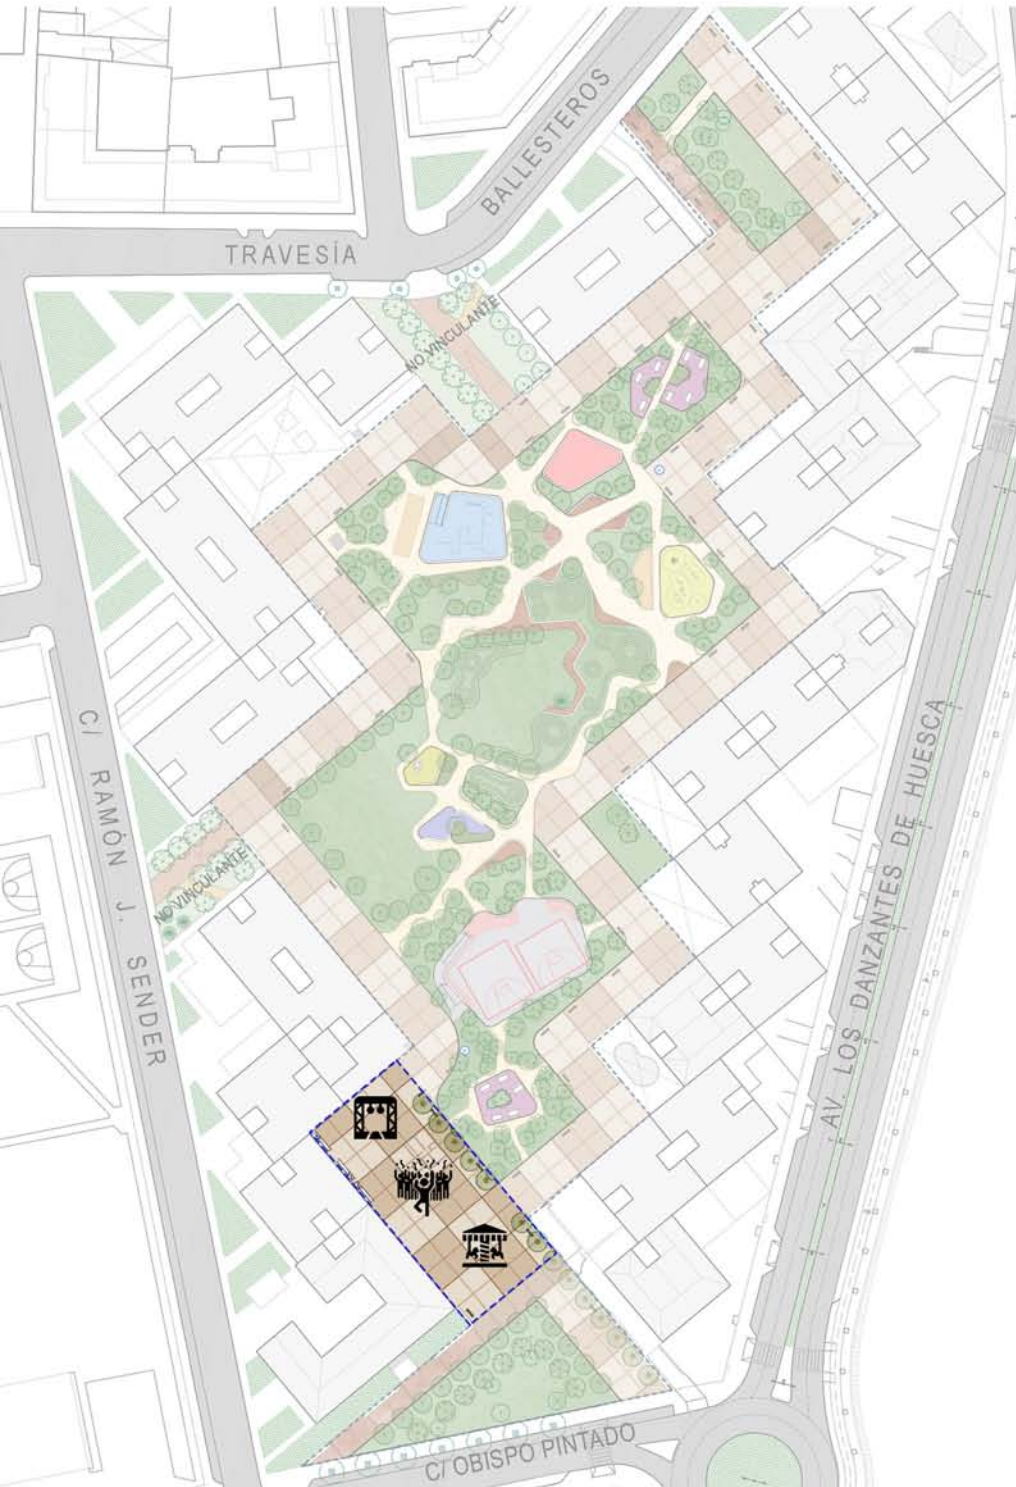 BALLESTEROS
TRAVESÍA
NO VINCULANTE
C/ RAMÓN J. SENDER
NO VINCULANTE
AV. LOS DANZANTES DE HUESCA
C/ OBISPO PINTADO